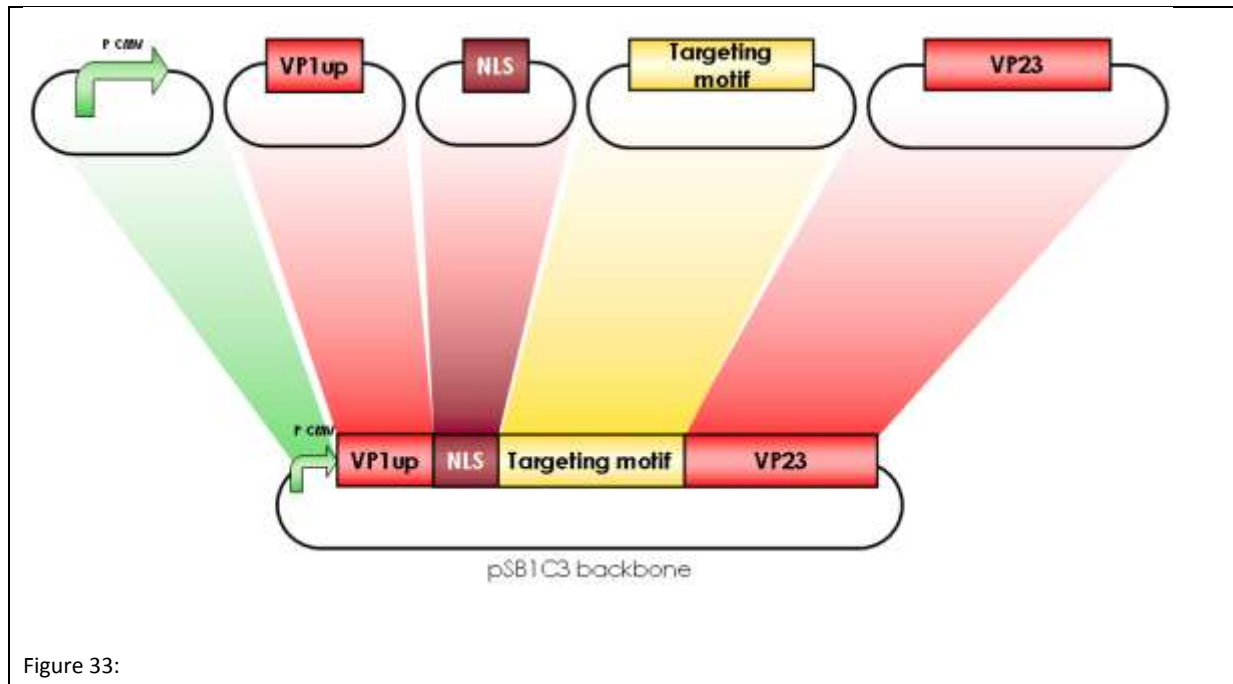 P CMV
VP1up
NLS
Targeting
motif
VP23
P CMV
VP1up
NLS
Targeting motif
VP23
pSB1C3 backbone
Figure 33: